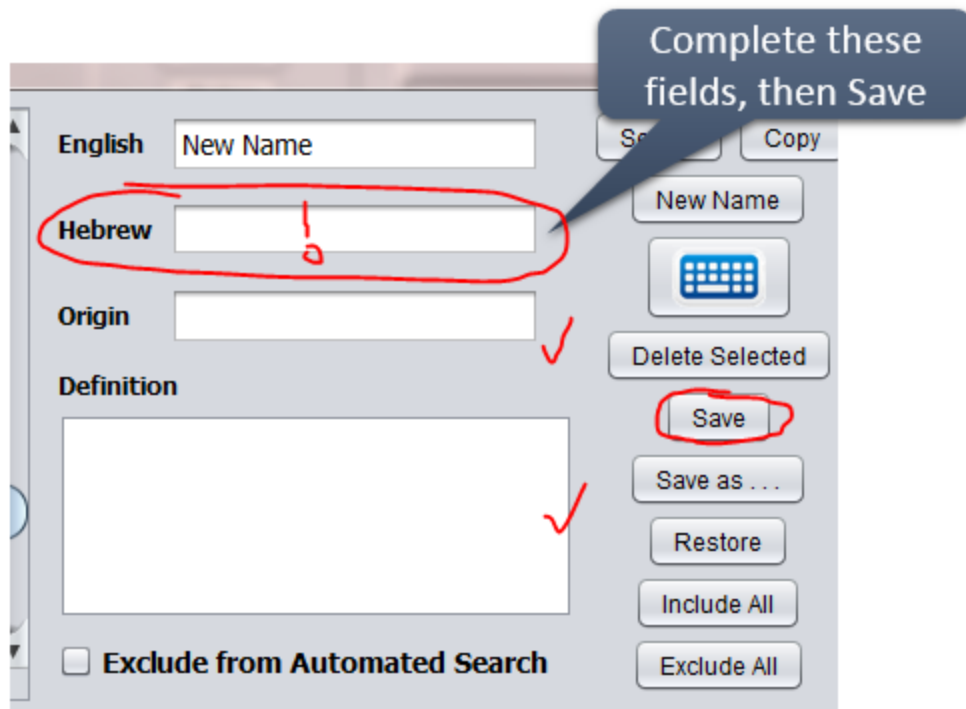 Complete these
fields, then Save
English New Name
Copy
Hebrew !
New Name
Origin
Delete Selected
Definition
Save
Save as . . .
Restore
Include All
Exclude from Automated Search
Exclude All